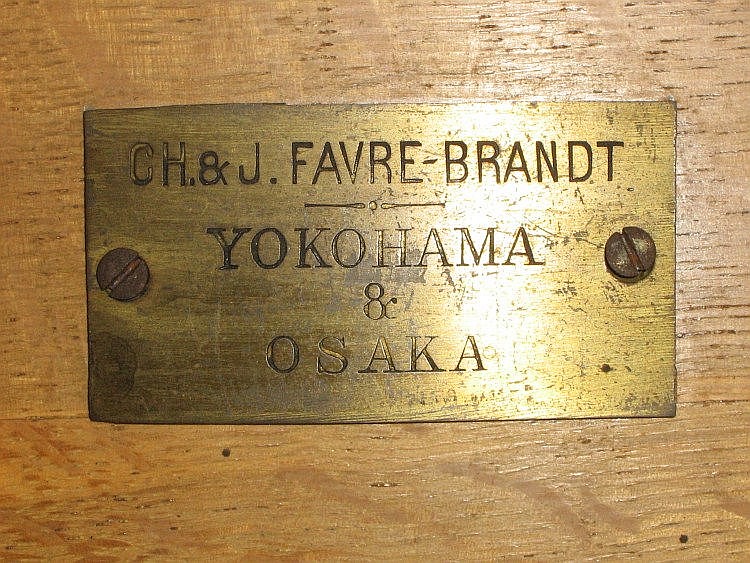 CH.& J. FAVRE-BRANDT
YOKOHAMA
&
OSAKA